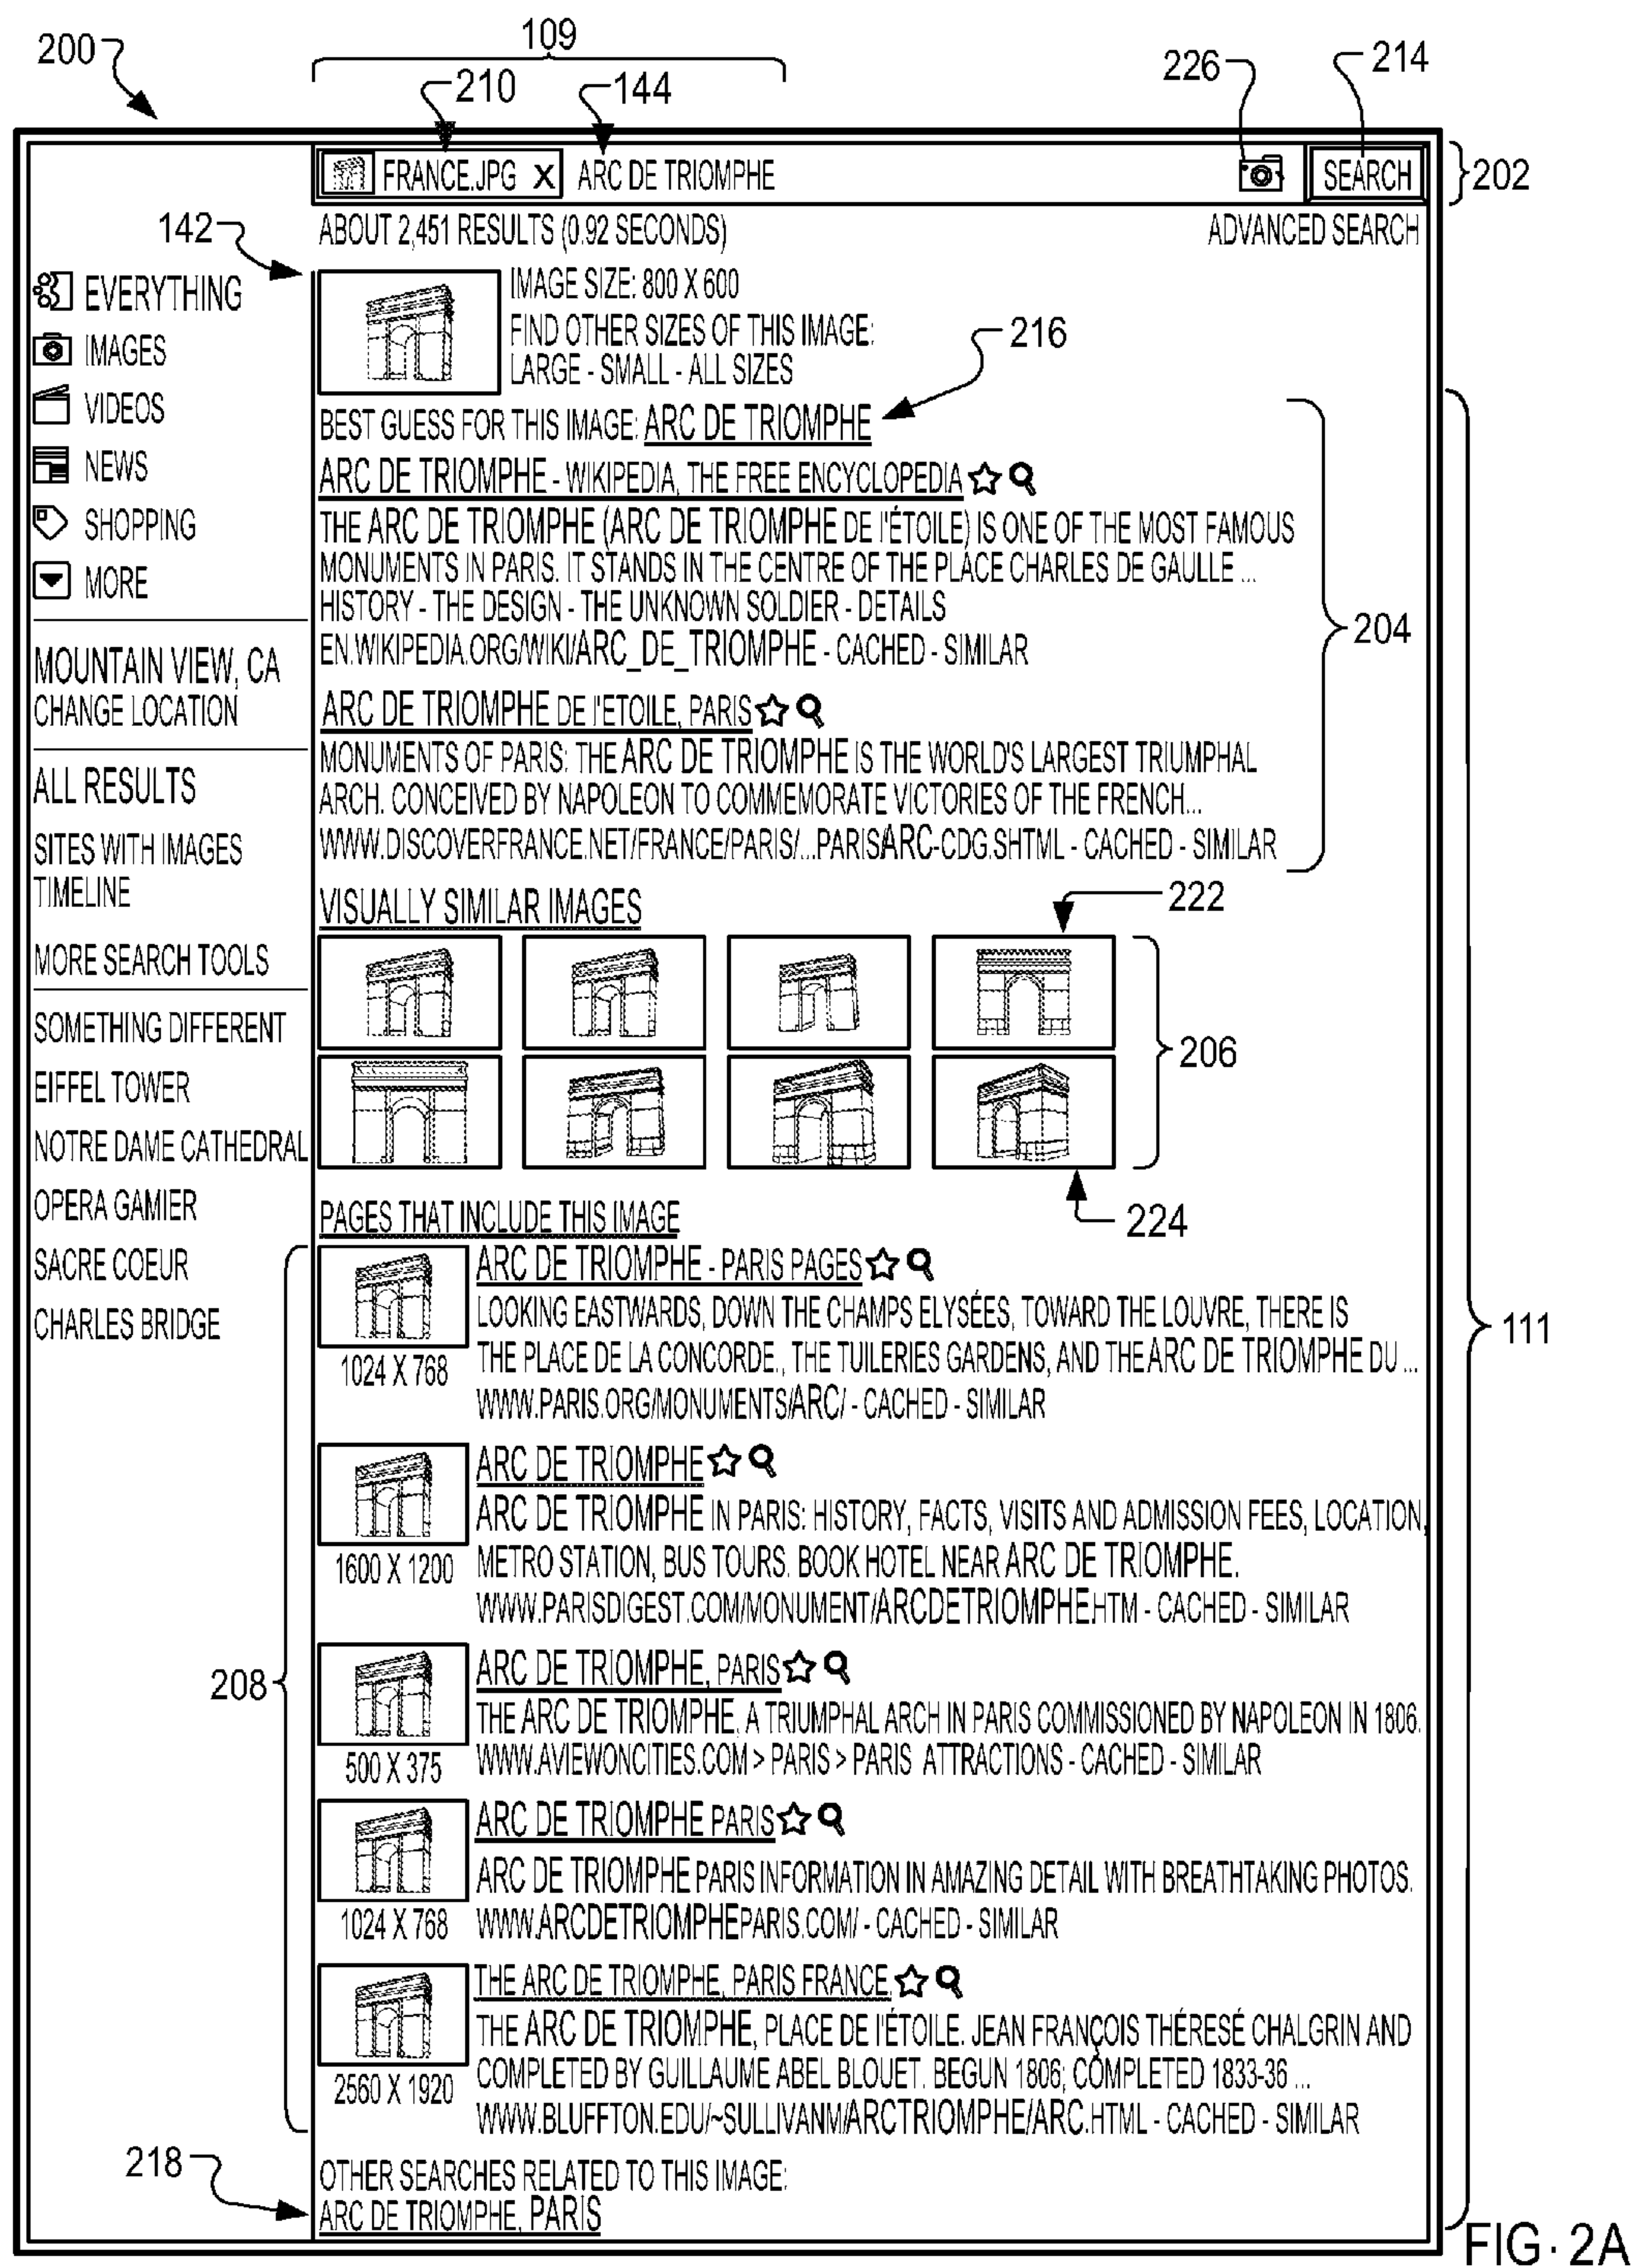 200
109
210
144
226
214
FRANCE.JPG X ARC DE TRIOMPHE
SEARCH
202
142
ABOUT 2,451 RESULTS (0.92 SECONDS)
ADVANCED SEARCH
EVERYTHING
IMAGES
VIDEOS
NEWS
SHOPPING
MORE
MOUNTAIN VIEW, CA
CHANGE LOCATION
ALL RESULTS
SITES WITH IMAGES
TIMELINE
MORE SEARCH TOOLS
SOMETHING DIFFERENT
EIFFEL TOWER
NOTRE DAME CATHEDRAL
OPERA GAMIER
SACRE COEUR
CHARLES BRIDGE
IMAGE SIZE: 800 X 600
FIND OTHER SIZES OF THIS IMAGE:
LARGE - SMALL - ALL SIZES
216
BEST GUESS FOR THIS IMAGE: ARC DE TRIOMPHE
ARC DE TRIOMPHE - WIKIPEDIA, THE FREE ENCYCLOPEDIA
THE ARC DE TRIOMPHE (ARC DE TRIOMPHE DE l'ÉTOILE) IS ONE OF THE MOST FAMOUS
MONUMENTS IN PARIS. IT STANDS IN THE CENTRE OF THE PLACE CHARLES DE GAULLE ...
HISTORY - THE DESIGN - THE UNKNOWN SOLDIER - DETAILS
EN.WIKIPEDIA.ORG/WIKI/ARC_DE_TRIOMPHE - CACHED - SIMILAR
204
ARC DE TRIOMPHE DE l'ETOILE, PARIS
MONUMENTS OF PARIS: THE ARC DE TRIOMPHE IS THE WORLD'S LARGEST TRIUMPHAL
ARCH. CONCEIVED BY NAPOLEON TO COMMEMORATE VICTORIES OF THE FRENCH...
WWW.DISCOVERFRANCE.NET/FRANCE/PARIS/...PARIS/ARC-CDG.SHTML - CACHED - SIMILAR
VISUALLY SIMILAR IMAGES
222
206
224
PAGES THAT INCLUDE THIS IMAGE
ARC DE TRIOMPHE - PARIS PAGES
LOOKING EASTWARDS, DOWN THE CHAMPS ELYSÉES, TOWARD THE LOUVRE, THERE IS
THE PLACE DE LA CONCORDE., THE TUILERIES GARDENS, AND THE ARC DE TRIOMPHE DU ...
WWW.PARIS.ORG/MONUMENTS/ARC/ - CACHED - SIMILAR
1024 X 768
111
ARC DE TRIOMPHE
ARC DE TRIOMPHE IN PARIS: HISTORY, FACTS, VISITS AND ADMISSION FEES, LOCATION,
METRO STATION, BUS TOURS. BOOK HOTEL NEAR ARC DE TRIOMPHE.
WWW.PARISDIGEST.COM/MONUMENT/ARCDETRIOMPHE.HTM - CACHED - SIMILAR
1600 X 1200
208
ARC DE TRIOMPHE, PARIS
THE ARC DE TRIOMPHE, A TRIUMPHAL ARCH IN PARIS COMMISSIONED BY NAPOLEON IN 1806.
WWW.AVIEWONCITIES.COM > PARIS > PARIS ATTRACTIONS - CACHED - SIMILAR
500 X 375
ARC DE TRIOMPHE PARIS
ARC DE TRIOMPHE PARIS INFORMATION IN AMAZING DETAIL WITH BREATHTAKING PHOTOS.
WWW.ARCDETRIOMPHEPARIS.COM/ - CACHED - SIMILAR
1024 X 768
THE ARC DE TRIOMPHE, PARIS FRANCE,
THE ARC DE TRIOMPHE, PLACE DE l'ÉTOILE. JEAN FRANÇOIS THÉRESÉ CHALGRIN AND
COMPLETED BY GUILLAUME ABEL BLOUET. BEGUN 1806; COMPLETED 1833-36 ...
WWW.BLUFFTON.EDU/~SULLIVANM/ARCTRIOMPHE/ARC.HTML - CACHED - SIMILAR
2560 X 1920
218
OTHER SEARCHES RELATED TO THIS IMAGE:
ARC DE TRIOMPHE, PARIS
FIG. 2A